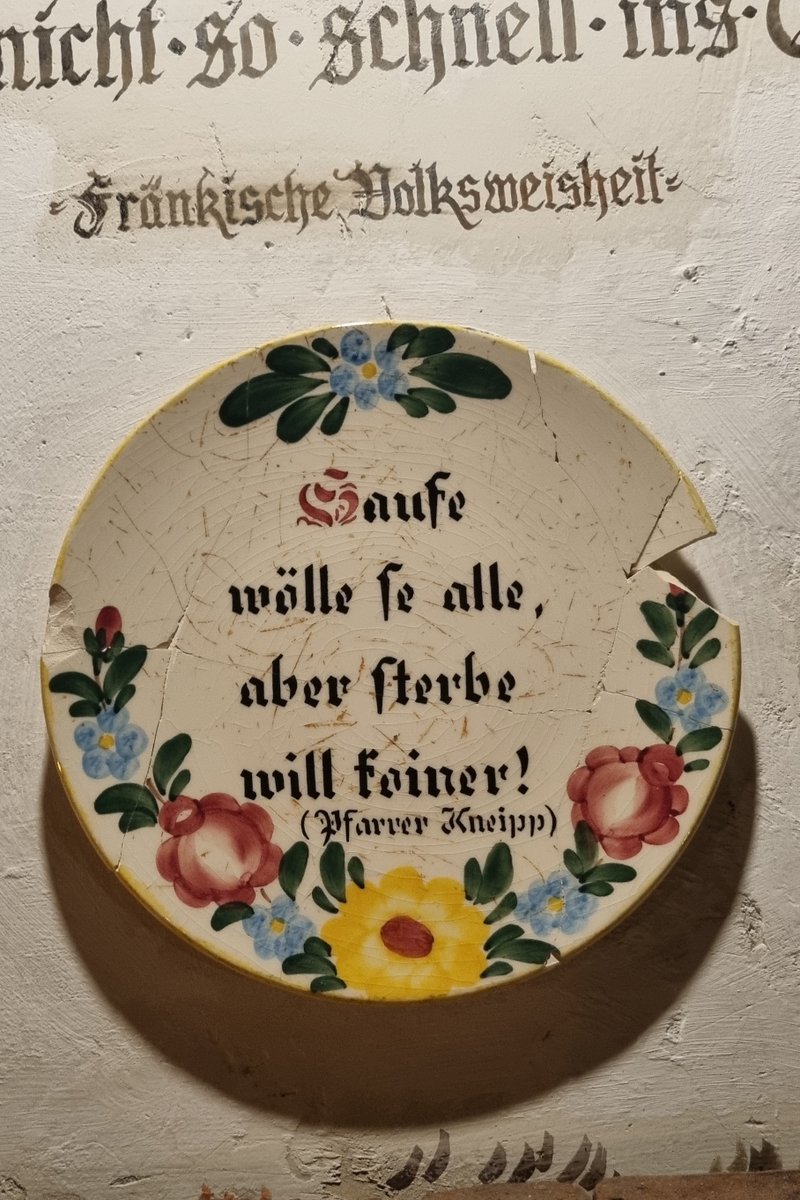 nicht·so·schnell·ins·
-Fränkische Volksweisheit-
Saufe
wölle se alle,
aber sterbe
will keiner!
(Pfarrer Kneipp)